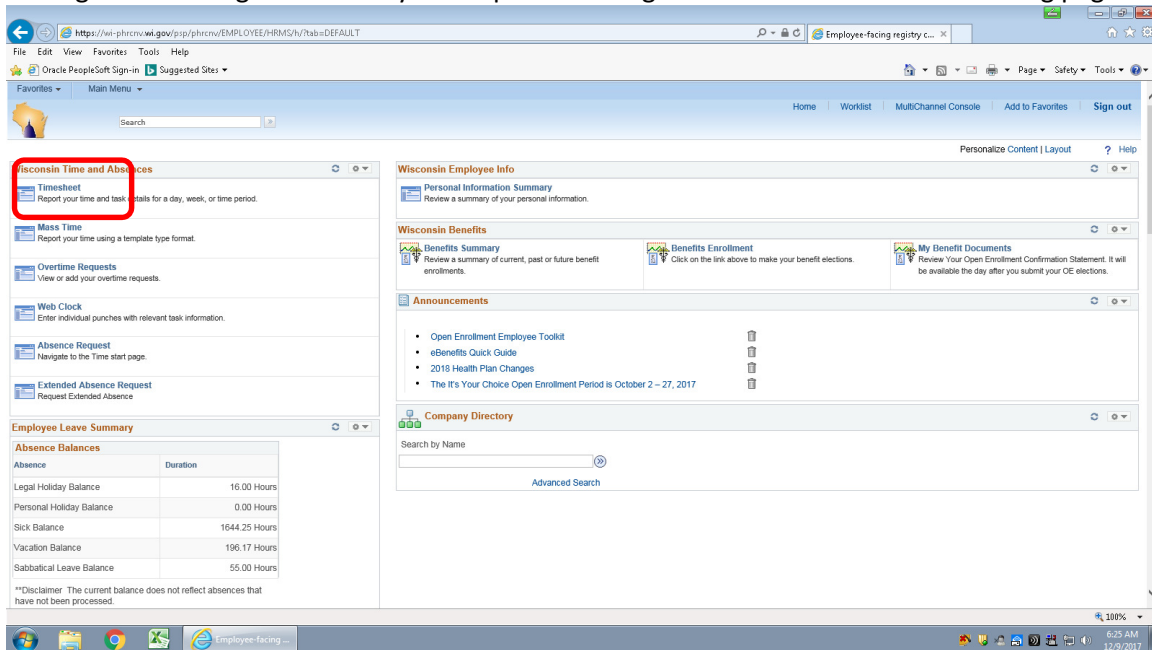 https://wi-phrcnv.wi.gov/psp/phrcnv/EMPLOYEE/HRMS/h/?tab=DEFAULT
Employee-facing registry c...
File Edit View Favorites Tools Help
Oracle PeopleSoft Sign-in Suggested Sites
Page Safety Tools
Favorites Main Menu
Home Worklist MultiChannel Console Add to Favorites Sign out
Search
Personalize Content | Layout ? Help
Wisconsin Time and Absences
Timesheet
Report your time and task details for a day, week, or time period.
Mass Time
Report your time using a template type format.
Overtime Requests
View or add your overtime requests.
Web Clock
Enter individual punches with relevant task information.
Absence Request
Navigate to the Time start page.
Extended Absence Request
Request Extended Absence
Employee Leave Summary
Absence Balances
Absence Duration
Legal Holiday Balance 16.00 Hours
Personal Holiday Balance 0.00 Hours
Sick Balance 1644.25 Hours
Vacation Balance 196.17 Hours
Sabbatical Leave Balance 55.00 Hours
**Disclaimer The current balance does not reflect absences that
have not been processed.
Wisconsin Employee Info
Personal Information Summary
Review a summary of your personal information.
Wisconsin Benefits
Benefits Summary
Review a summary of current, past or future benefit
enrollments.
Benefits Enrollment
Click on the link above to make your benefit elections.
My Benefit Documents
Review Your Open Enrollment Confirmation Statement. It will
be available the day after you submit your OE elections.
Announcements
• Open Enrollment Employee Toolkit
• eBenefits Quick Guide
• 2018 Health Plan Changes
• The It's Your Choice Open Enrollment Period is October 2 – 27, 2017
Company Directory
Search by Name
Advanced Search
100%
Employee-facing ...
6:25 AM
12/9/2017